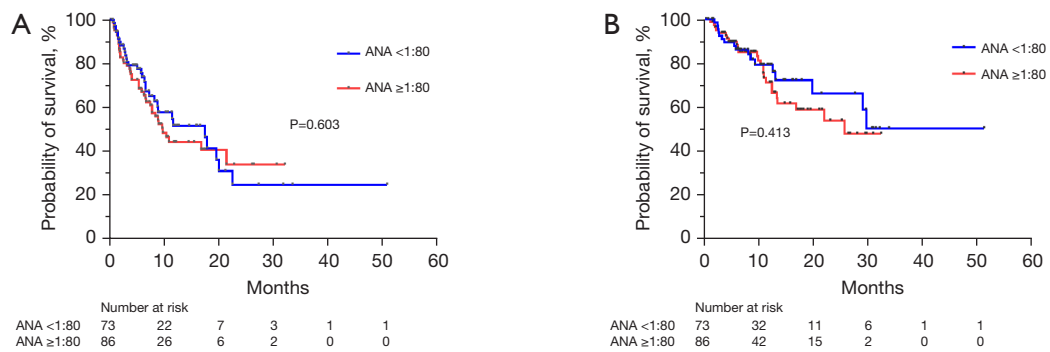 A
Probability of survival, %
100
80
60
40
20
0
ANA <1:80
ANA ≥1:80
P=0.603
0 10 20 30 40 50 60
Months
Number at risk
ANA <1:80 73 22 7 3 1 1
ANA ≥1:80 86 26 6 2 0 0
B
Probability of survival, %
100
80
60
40
20
0
ANA <1:80
ANA ≥1:80
P=0.413
0 10 20 30 40 50 60
Months
Number at risk
ANA <1:80 73 32 11 6 1 1
ANA ≥1:80 86 42 15 2 0 0